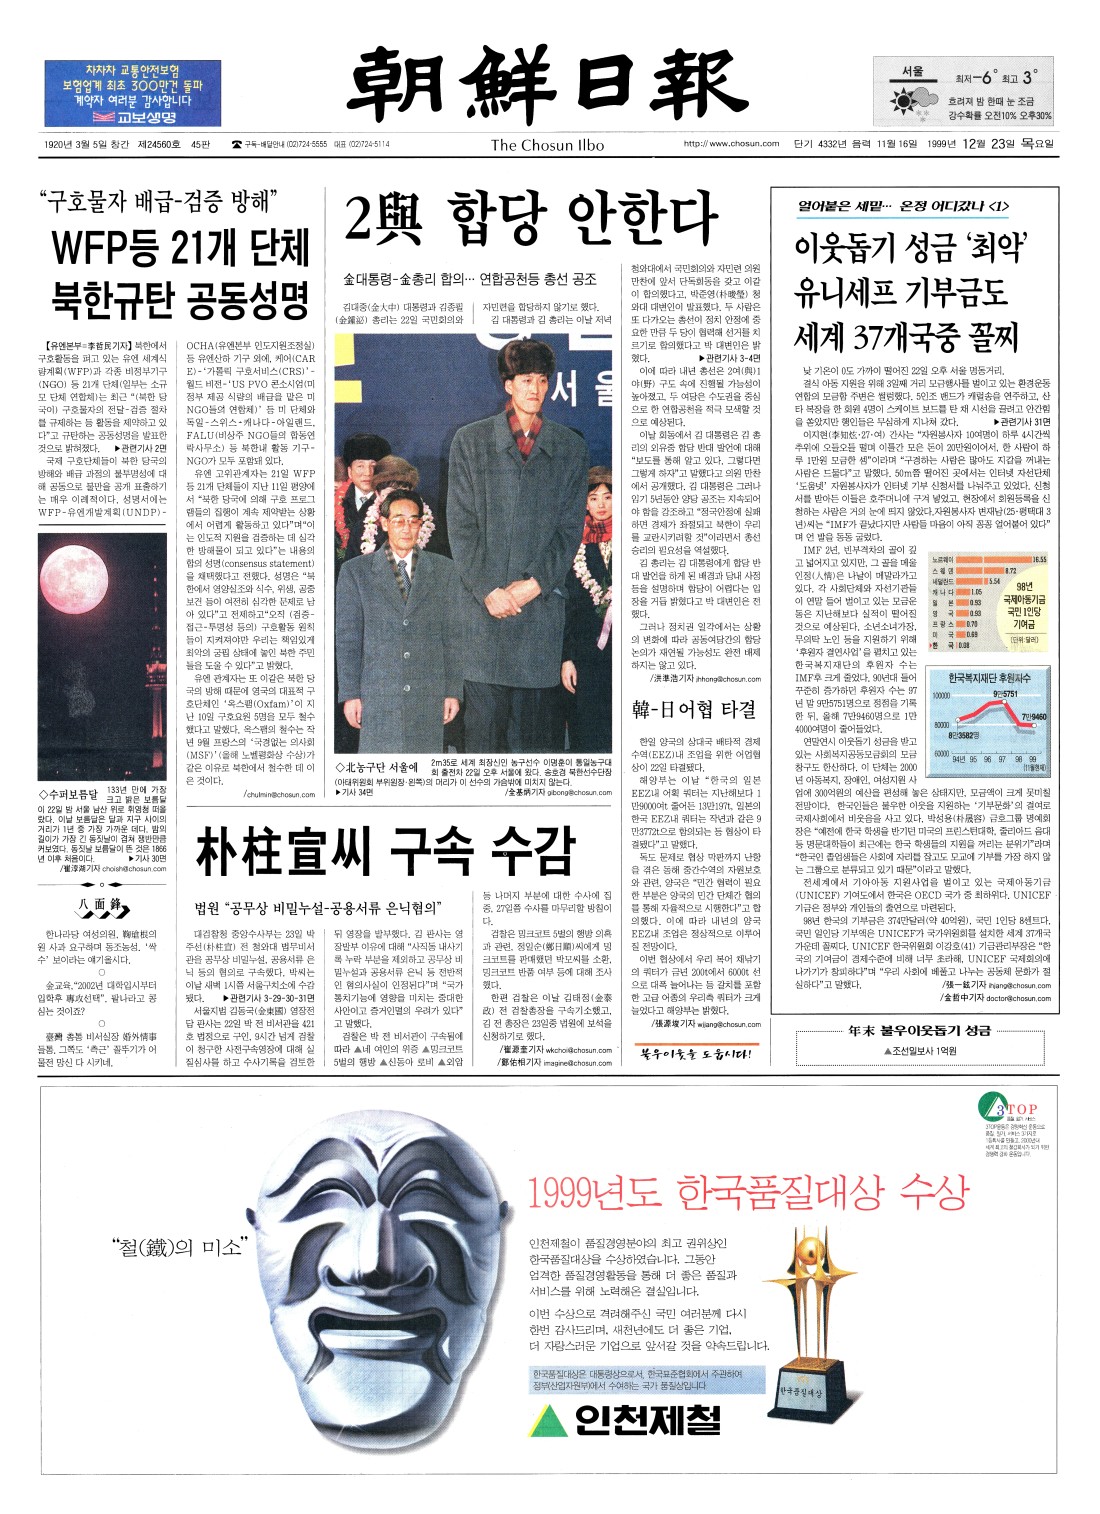 차차차 교통안전보험
보험업계 최초 300만건 돌파
계약자 여러분 감사합니다
교보생명
朝鮮日報
서울
최저 -6° 최고 3°
흐려져 밤 한때 눈 조금
강수확률 오전10% 오후30%
1920년 3월 5일 창간 제24560호 45판
구독·배달안내 (02)724-5555 대표 (02)724-5114
The Chosun Ilbo
http://www.chosun.com
단기 4332년 음력 11월 16일 1999년 12월 23일 목요일
“구호물자 배급-검증 방해”
WFP등 21개 단체
북한규탄 공동성명
【유엔본부=李哲民기자】 북한에서
구호활동을 펴고 있는 유엔 세계식
량계획(WFP)과 각종 비정부기구
(NGO) 등 21개 단체(일부는 소규
모 단체 연합체)는 최근 “(북한 당
국이) 구호물자의 전달·검증 절차
를 규제하는 등 활동을 제약하고 있
다”고 규탄하는 공동성명을 발표한
것으로 밝혀졌다. ▶관련기사 2면
국제 구호단체들이 북한 당국의
방해와 배급 과정의 불투명성에 대
해 공동으로 불만을 공개 표출하기
는 매우 이례적이다. 성명서에는
WFP·유엔개발계획(UNDP)·
OCHA(유엔본부 인도지원조정실)
등 유엔산하 기구 외에, 케어(CAR
E)·‘가톨릭 구호서비스(CRS)’·
월드 비전·‘US PVO 콘소시엄(미
정부 제공 식량의 배급을 맡은 미
NGO들의 연합체)’ 등 미 단체와
독일·스위스·캐나다·아일랜드,
FALU(비상주 NGO들의 합동연
락사무소) 등 북한내 활동 기구·
NGO가 모두 포함돼 있다.
유엔 고위관계자는 21일 WFP
등 21개 단체들이 지난 11일 평양에
서 “북한 당국에 의해 구호 프로그
램들의 집행이 계속 제약받는 상황
에서 어렵게 활동하고 있다”며“이
는 인도적 지원을 검증하는 데 심각
한 방해물이 되고 있다”는 내용의
합의 성명(consensus statement)
을 채택했다고 전했다. 성명은 “북
한에서 영양실조와 식수, 위생, 공중
보건 등이 여전히 심각한 문제로 남
아 있다”고 전제하고“오직 (검증·
접근·투명성 등의) 구호활동 원칙
들이 지켜져야만 우리는 책임있게
최악의 궁핍 상태에 놓인 북한 주민
들을 도울 수 있다”고 밝혔다.
유엔 관계자는 또 이같은 북한 당
국의 방해 때문에 영국의 대표적 구
호단체인 ‘옥스팸(Oxfam)’이 지
난 10일 구호요원 5명을 모두 철수
했다고 말했다. 옥스팸의 철수는 작
년 9월 프랑스의 ‘국경없는 의사회
(MSF)’(올해 노벨평화상 수상)가
같은 이유로 북한에서 철수한 데 이
은 것이다.
/chulmin@chosun.com
◇수퍼보름달 133년 만에 가장
크고 밝은 보름달
이 22일 밤 서울 남산 위로 휘영청 떠올
랐다. 이날 보름달은 달과 지구 사이의
거리가 1년 중 가장 가까운 데다, 밤의
길이가 가장 긴 동짓날이 겹쳐 쟁반만큼
커보였다. 동짓날 보름달이 뜬 것은 1866
년 이후 처음이다. ▶기사 30면
/崔淳湖기자 choish@chosun.com
八面鋒
한나라당 여성의원, 鞠瑲根의
원 사과 요구하며 동조농성. ‘싹
수’ 보이라는 얘기올시다.
○
金교육,“2002년 대학입시부터
입학후 專攻선택”. 팔나라고 공
심는 것이죠?
○
臺灣 총통 비서실장 婚外情事
들통, 그쪽도 ‘측근’ 꼴뚜기가 어
물전 망신 다 시키네.
2與 합당 안한다
金대통령-金총리 합의… 연합공천등 총선 공조
김대중(金大中) 대통령과 김종필
(金鍾泌) 총리는 22일 국민회의와
자민련을 합당하지 않기로 했다.
김 대통령과 김 총리는 이날 저녁
서울
◇北농구단 서울에 2m35로 세계 최장신인 농구선수 이명훈이 통일농구대
회 출전차 22일 오후 서울에 왔다. 송호경 북한선수단장
(아태위원회 부위원장·왼쪽)의 머리가 이 선수의 가슴밖에 미치지 않는다.
▶기사 34면 /金基炳기자 gibong@chosun.com
청와대에서 국민회의와 자민련 의원
만찬에 앞서 단독회동을 갖고 이같
이 합의했다고, 박준영(朴晙瑩) 청
와대 대변인이 발표했다. 두 사람은
또 다가오는 총선이 정치 안정에 중
요한 만큼 두 당이 협력해 선거를 치
르기로 합의했다고 박 대변인은 전
했다. ▶관련기사 3·4면
이에 따라 내년 총선은 2여(與)1
야(野) 구도 속에 진행될 가능성이
높아졌고, 두 여당은 수도권을 중심
으로 한 연합공천을 적극 모색할 것
으로 예상된다.
이날 회동에서 김 대통령은 김 총
리의 외유중 합당 반대 발언에 대해
“보도를 통해 알고 있다. 그렇다면
그렇게 하자”고 말했다고 의원 만찬
에서 공개했다. 김 대통령은 그러나
임기 5년동안 양당 공조는 지속되어
야 함을 강조하고 “정국안정에 실패
하면 경제가 좌절되고 북한이 우리
를 교란시키려할 것”이라면서 총선
승리의 필요성을 역설했다.
김 총리는 김 대통령에게 합당 반
대 발언을 하게 된 배경과 당내 사정
등을 설명하며 합당이 어렵다는 입
장을 거듭 밝혔다고 박 대변인은 전
했다.
그러나 정치권 일각에서는 상황
의 변화에 따라 공동여당간의 합당
논의가 재연될 가능성도 완전 배제
하지는 않고 있다.
/洪準浩기자 jhhong@chosun.com
韓-日어협 타결
한일 양국의 상대국 배타적 경제
수역(EEZ)내 조업을 위한 어업협
상이 22일 타결됐다.
해양부는 이날 “한국의 일본
EEZ내 어획 쿼터는 지난해보다 1
만9000여t 줄어든 13만197t, 일본의
한국 EEZ내 쿼터는 작년과 같은 9
만3772t으로 합의되는 등 협상이 타
결됐다”고 말했다.
독도 문제로 협상 막판까지 난항
을 겪은 동해 중간수역의 자원보호
와 관련, 양국은 “민간 협력이 필요
한 부분은 양국의 민간 단체간 협의
를 통해 자율적으로 시행한다”고 합
의했다. 이에 따라 내년의 양국
EEZ내 조업은 정상적으로 이루어
질 전망이다.
이번 협상에서 우리 복어 채낚기
의 쿼터가 금년 200t에서 6000t 선
으로 대폭 늘어나는 등 갈치를 포함
한 고급 어종의 우리측 쿼터가 크게
늘었다고 해양부는 밝혔다.
/張源埈기자 wjjang@chosun.com
불우이웃을 도웁시다!
朴柱宣씨 구속 수감
법원 “공무상 비밀누설-공용서류 은닉혐의”
대검찰청 중앙수사부는 23일 박
주선(朴柱宣) 전 청와대 법무비서
관을 공무상 비밀누설, 공용서류 은
닉 등의 혐의로 구속했다. 박씨는
이날 새벽 1시쯤 서울구치소에 수감
됐다. ▶관련기사 3·29·30·31면
서울지법 김동국(金東國) 영장전
담 판사는 22일 박 전 비서관을 421
호 법정으로 구인, 9시간 넘게 검찰
이 청구한 사전구속영장에 대해 실
질심사를 하고 수사기록을 검토한
뒤 영장을 발부했다. 김 판사는 영
장발부 이유에 대해 “사직동 내사기
록 누락 부분을 제외하고 공무상 비
밀누설과 공용서류 은닉 등 전반적
인 혐의사실이 인정된다”며 “국가
통치기능에 영향을 미치는 중대한
사안이고 증거인멸의 우려가 있다”
고 말했다.
검찰은 박 전 비서관이 구속됨에
따라 ▲네 여인의 위증 ▲밍크코트
5벌의 행방 ▲신동아 로비 ▲외압
등 나머지 부분에 대한 수사에 집
중, 27일쯤 수사를 마무리할 방침이
다.
검찰은 밍크코트 5벌의 행방 의혹
과 관련, 정일순(鄭日順)씨에게 밍
크코트를 판매했던 박모씨를 소환,
밍크코트 반품 여부 등에 대해 조사
했다.
한편 검찰은 이날 김태정(金泰
政) 전 검찰총장을 구속기소했고,
김 전 총장은 23일중 법원에 보석을
신청하기로 했다.
/崔源奎기자 wkchoi@chosun.com
/鄭佑相기자 imagine@chosun.com
얼어붙은 세밑… 온정 어디갔나 <1>
이웃돕기 성금 ‘최악’
유니세프 기부금도
세계 37개국중 꼴찌
낮 기온이 0도 가까이 떨어진 22일 오후 서울 명동거리.
결식 아동 지원을 위해 3일째 거리 모금행사를 벌이고 있는 환경운동
연합의 모금함 주변은 썰렁했다. 5인조 밴드가 캐럴송을 연주하고, 산
타 복장을 한 회원 4명이 스케이트 보드를 탄 채 시선을 끌려고 안간힘
을 쏟았지만 행인들은 무심하게 지나쳐 갔다. ▶관련기사 31면
이지현(李知炫·27·여) 간사는 “자원봉사자 10여명이 하루 4시간씩
추위에 오들오들 떨며 이틀간 모은 돈이 20만원이어서, 한 사람이 하
루 1만원 모금한 셈”이라며 “구경하는 사람은 많아도 지갑을 꺼내는
사람은 드물다”고 말했다. 50m쯤 떨어진 곳에서는 인터넷 자선단체
‘도움넷’ 자원봉사자가 인터넷 기부 신청서를 나눠주고 있었다. 신청
서를 받아든 이들은 호주머니에 구겨 넣었고, 현장에서 회원등록을 신
청하는 사람은 거의 눈에 띄지 않았다.자원봉사자 변재남(25·평택대 3
년)씨는 “IMF가 끝났다지만 사람들 마음이 아직 꽁꽁 얼어붙어 있다”
며 언 발을 동동 굴렀다.
IMF 2년, 빈부격차의 골이 깊
고 넓어지고 있지만, 그 골을 메울
인정(人情)은 나날이 메말라가고
있다. 각 사회단체와 자선기관들
이 연말 들어 벌이고 있는 모금운
동은 지난해보다 실적이 떨어질
것으로 예상된다. 소년소녀가장,
무의탁 노인 등을 지원하기 위해
‘후원자 결연사업’을 펼치고 있는
한국복지재단의 후원자 수는
IMF후 크게 줄었다. 90년대 들어
꾸준히 증가하던 후원자 수는 97
년 말 9만5751명으로 정점을 기록
한 뒤, 올해 7만9460명으로 1만
4000여명이 줄어들었다.
연말연시 이웃돕기 성금을 받고
있는 사회복지공동모금회의 모금
창구도 한산하다. 이 단체는 2000
년 아동복지, 장애인, 여성지원 사
업에 300억원의 예산을 편성해 놓은 상태지만, 모금액이 크게 못미칠
전망이다. 한국인들은 불우한 이웃을 지원하는 ‘기부문화’의 결여로
국제사회에서 비웃음을 사고 있다. 박성용(朴晟容) 금호그룹 명예회
장은 “예전에 한국 학생을 반기던 미국의 프린스턴대학, 줄리아드 음대
등 명문대학들이 최근에는 한국 학생들의 지원을 꺼리는 분위기”라며
“한국인 졸업생들은 사회에 자리를 잡고도 모교에 기부를 가장 하지 않
는 그룹으로 분류되고 있기 때문”이라고 말했다.
전세계에서 기아아동 지원사업을 벌이고 있는 국제아동기금
(UNICEF) 기여도에서 한국은 OECD 국가 중 최하위다. UNICEF
기금은 정부와 개인들의 출연으로 마련된다.
98년 한국의 기부금은 374만달러(약 40억원), 국민 1인당 8센트다.
국민 일인당 기부액은 UNICEF가 국가위원회를 설치한 세계 37개국
가운데 꼴찌다. UNICEF 한국위원회 이강호(41) 기금관리부장은 “한
국의 기여금이 경제수준에 비해 너무 초라해, UNICEF 국제회의에
나가기가 창피하다”며 “우리 사회에 베풀고 나누는 공동체 문화가 절
실하다”고 말했다. /張一鉉기자 ihjang@chosun.com
/金哲中기자 doctor@chosun.com
노르웨이 16.55
스웨덴 8.72
네덜란드 5.54
캐나다 1.05
일본 0.93
영국 0.93
프랑스 0.70
미국 0.69
한국 0.08
98년
국제아동기금
국민 1인당
기여금
(단위:달러)
한국복지재단 후원자수
100000
80000
60000
8만3582명
9만5751
7만9460
94년 95 96 97 98 99
(11월현재)
年末 불우이웃돕기 성금
▲조선일보사 1억원
3TOP
“철(鐵)의 미소”
1999년도 한국품질대상 수상
인천제철이 품질경영분야의 최고 권위상인
한국품질대상을 수상하였습니다. 그동안
엄격한 품질경영활동을 통해 더 좋은 품질과
서비스를 위해 노력해온 결실입니다.
이번 수상으로 격려해주신 국민 여러분께 다시
한번 감사드리며, 새천년에도 더 좋은 기업,
더 자랑스러운 기업으로 앞서갈 것을 약속드립니다.
한국품질대상은 대통령상으로서, 한국표준협회에서 주관하여
정부(산업자원부)에서 수여하는 국가 품질상입니다
인천제철
한국품질대상